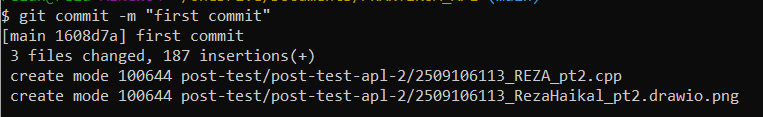 $ git commit -m "first commit"
[main 1608d7a] first commit
 3 files changed, 187 insertions(+)
 create mode 100644 post-test/post-test-apl-2/2509106113_REZA_pt2.cpp
 create mode 100644 post-test/post-test-apl-2/2509106113_RezaHaikal_pt2.drawio.png